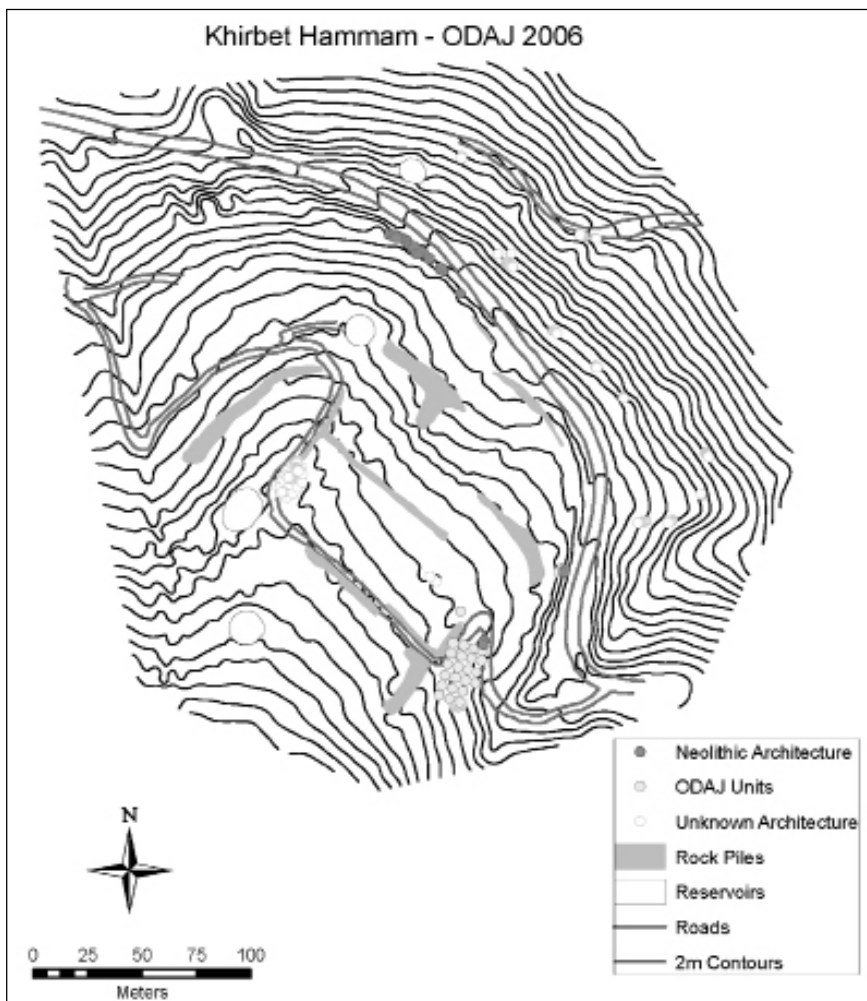 Khirbet Hammam - ODAJ 2006
Neolithic Architecture
ODAJ Units
Unknown Architecture
Rock Piles
Reservoirs
Roads
2m Contours
N
0 25 50 75 100
Meters